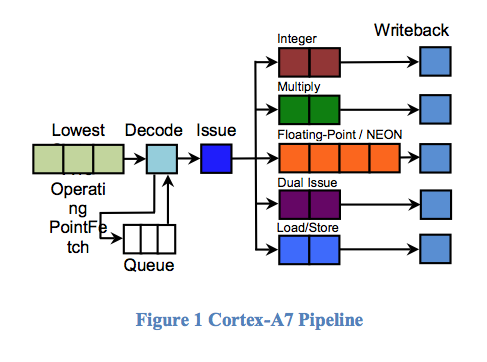 Writeback
Integer
Multiply
Lowest
Decode
Issue
Floating-Point / NEON
Operati
ng
PointFe
tch
Dual Issue
Load/Store
Queue
Figure 1 Cortex-A7 Pipeline